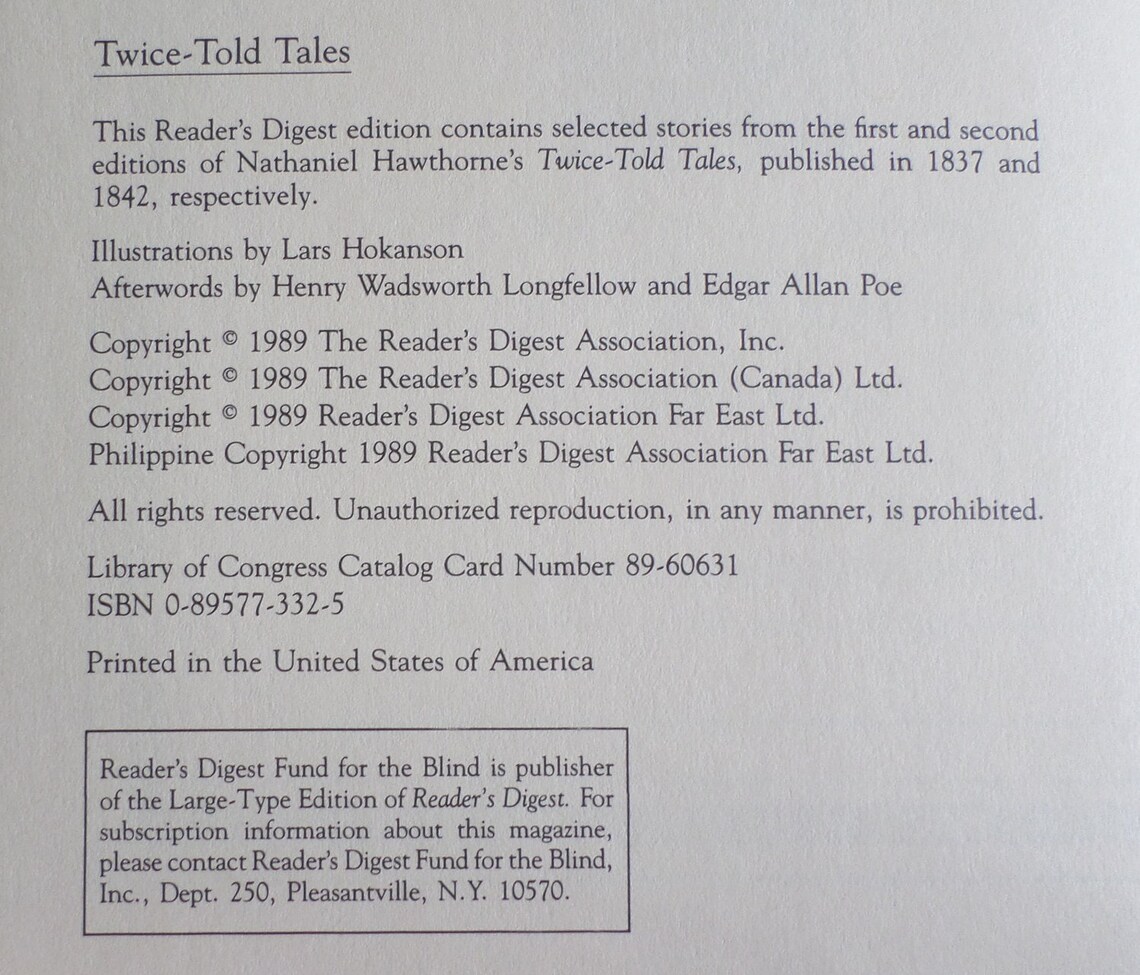 Twice-Told Tales
This Reader's Digest edition contains selected stories from the first and second
editions of Nathaniel Hawthorne's Twice-Told Tales, published in 1837 and
1842, respectively.
Illustrations by Lars Hokanson
Afterwords by Henry Wadsworth Longfellow and Edgar Allan Poe
Copyright © 1989 The Reader's Digest Association, Inc.
Copyright © 1989 The Reader's Digest Association (Canada) Ltd.
Copyright © 1989 Reader's Digest Association Far East Ltd.
Philippine Copyright 1989 Reader's Digest Association Far East Ltd.
All rights reserved. Unauthorized reproduction, in any manner, is prohibited.
Library of Congress Catalog Card Number 89-60631
ISBN 0-89577-332-5
Printed in the United States of America
Reader's Digest Fund for the Blind is publisher
of the Large-Type Edition of Reader's Digest. For
subscription information about this magazine,
please contact Reader's Digest Fund for the Blind,
Inc., Dept. 250, Pleasantville, N.Y. 10570.